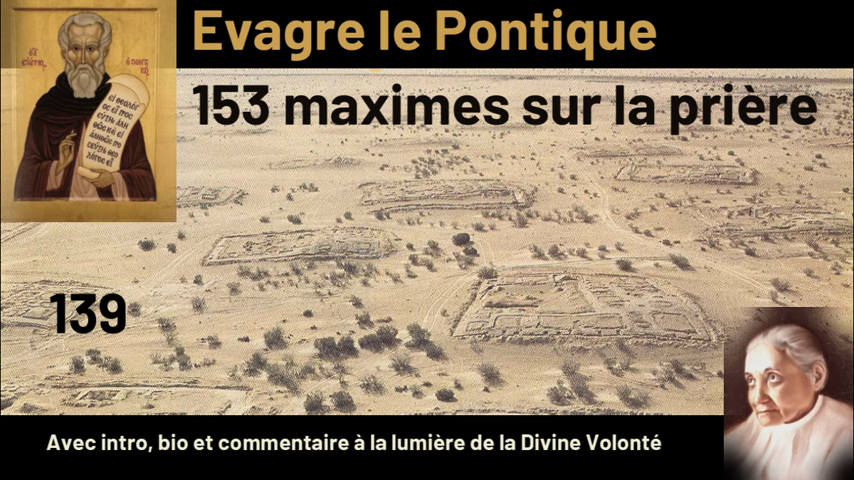 Evagre le Pontique
153 maximes sur la prière
139
Avec intro, bio et commentaire à la lumière de la Divine Volonté